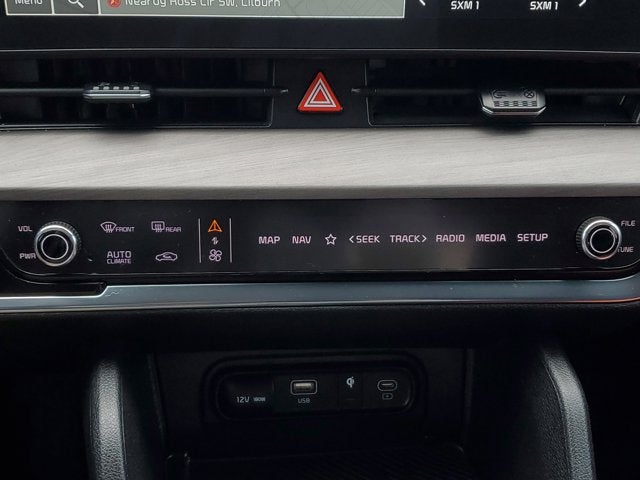 Menu
Nearby Ross Cir SW, Lilburn
SXM 1 SXM 1
VOL
PWR
FRONT
REAR
AUTO
CLIMATE
MAP NAV < SEEK TRACK > RADIO MEDIA SETUP
FILE
TUNE
12V 180W
USB